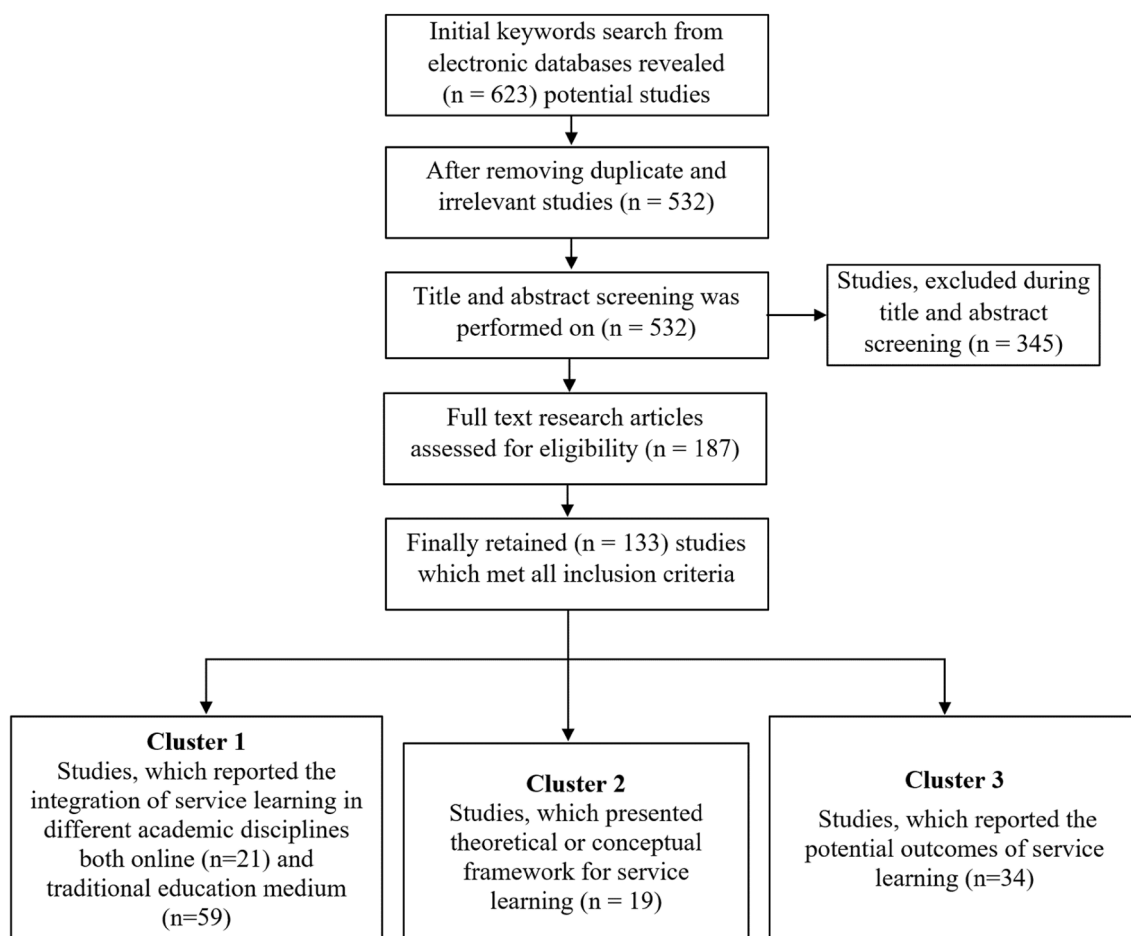 Initial keywords search from
electronic databases revealed
(n = 623) potential studies
After removing duplicate and
irrelevant studies (n = 532)
Title and abstract screening was
performed on (n = 532)
Studies, excluded during
title and abstract
screening (n = 345)
Full text research articles
assessed for eligibility (n = 187)
Finally retained (n = 133) studies
which met all inclusion criteria
Cluster 1
Studies, which reported the
integration of service learning in
different academic disciplines
both online (n=21) and
traditional education medium
(n=59)
Cluster 2
Studies, which presented
theoretical or conceptual
framework for service
learning (n = 19)
Cluster 3
Studies, which reported the
potential outcomes of service
learning (n=34)